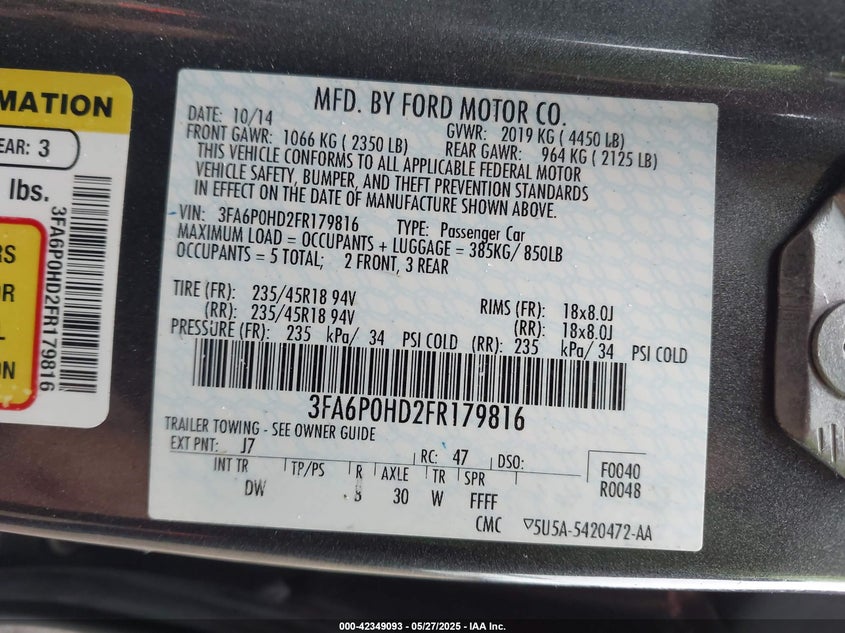 MATION
EAR: 3
lbs.
RS
OR
L
ON
3FA6P0HD2FR179816
MFD. BY FORD MOTOR CO.
DATE: 10/14
GVWR: 2019 KG ( 4450 LB)
FRONT GAWR: 1066 KG ( 2350 LB)
REAR GAWR: 964 KG ( 2125 LB)
THIS VEHICLE CONFORMS TO ALL APPLICABLE FEDERAL MOTOR
VEHICLE SAFETY, BUMPER, AND THEFT PREVENTION STANDARDS
IN EFFECT ON THE DATE OF MANUFACTURE SHOWN ABOVE.
VIN: 3FA6P0HD2FR179816 TYPE: Passenger Car
MAXIMUM LOAD = OCCUPANTS + LUGGAGE = 385KG/ 850LB
OCCUPANTS = 5 TOTAL; 2 FRONT, 3 REAR
TIRE (FR): 235/45R18 94V RIMS (FR): 18x8.0J
(RR): 235/45R18 94V (RR): 18x8.0J
PRESSURE (FR): 235 kPa/ 34 PSI COLD (RR): 235 kPa/ 34 PSI COLD
3FA6P0HD2FR179816
TRAILER TOWING - SEE OWNER GUIDE
EXT PNT: J7 RC: 47 DSO:
F0040
R0048
INT TR TP/PS R AXLE TR SPR
DW 30 W FFFF
CMC ▽5U5A-5420472-AA
000-42349093 - 05/27/2025 - IAA Inc.